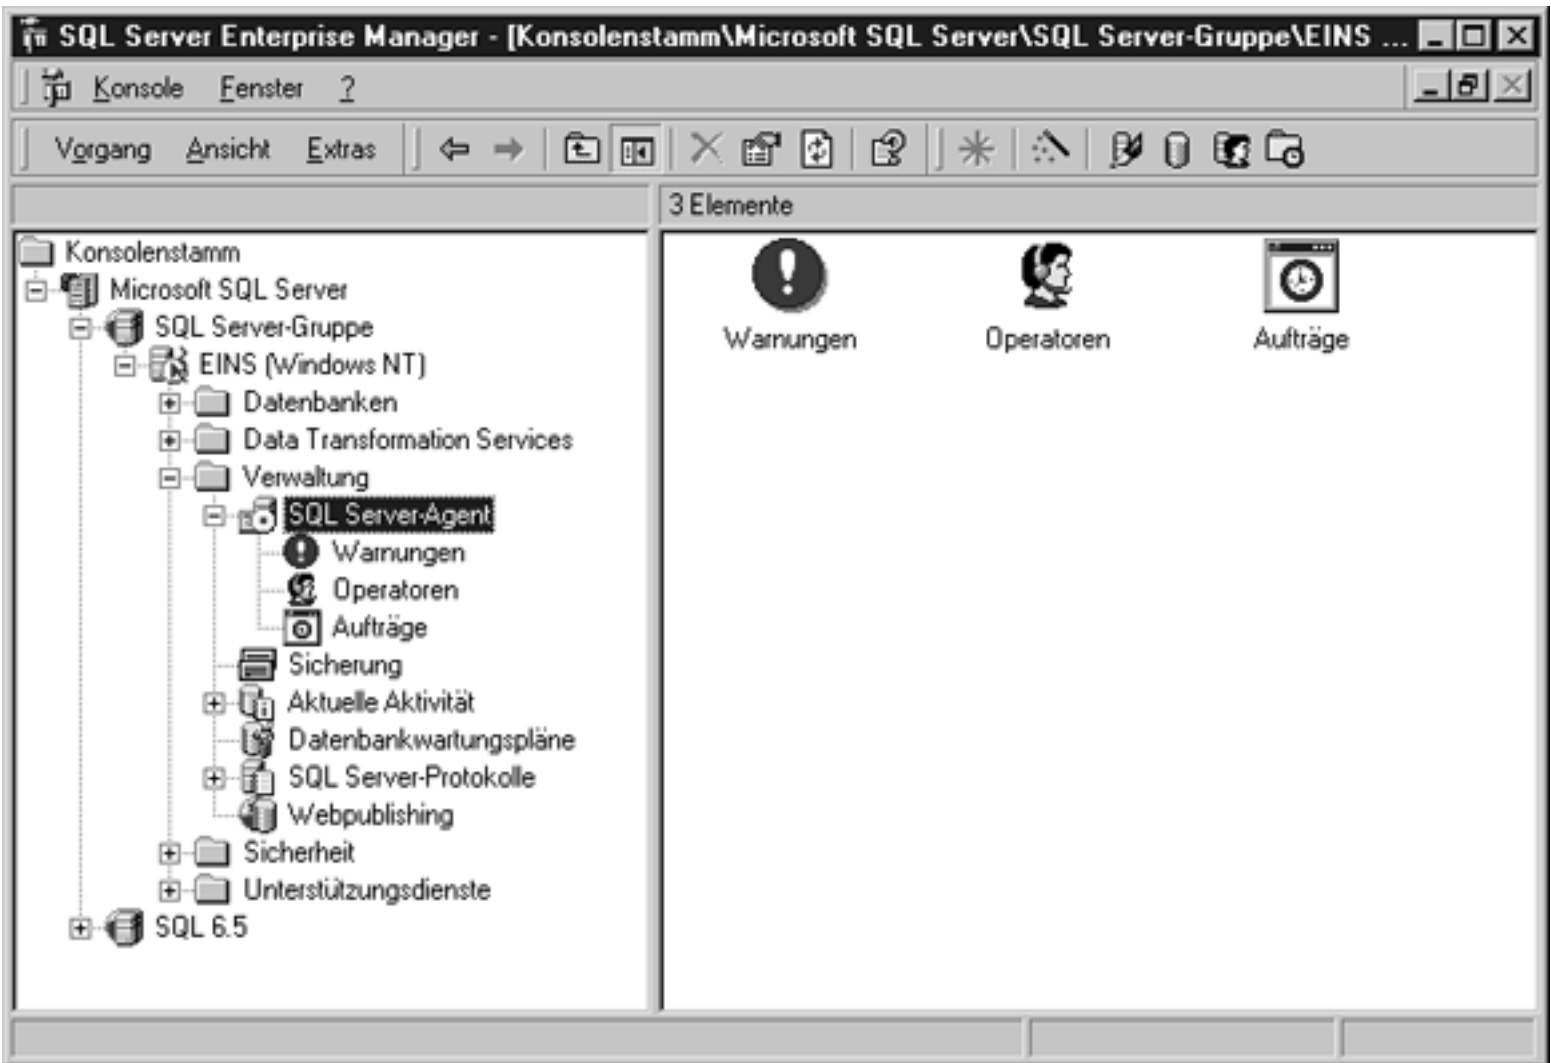 SQL Server Enterprise Manager - [Konsolenstamm\Microsoft SQL Server\SQL Server-Gruppe\EINS ...
Konsole Fenster ?
Vorgang Ansicht Extras
3 Elemente
Konsolenstamm
Microsoft SQL Server
SQL Server-Gruppe
EINS (Windows NT)
Datenbanken
Data Transformation Services
Verwaltung
SQL Server-Agent
Warnungen
Operatoren
Aufträge
Sicherung
Aktuelle Aktivität
Datenbankwartungspläne
SQL Server-Protokolle
Webpublishing
Sicherheit
Unterstützungsdienste
SQL 6.5
Warnungen Operatoren Aufträge